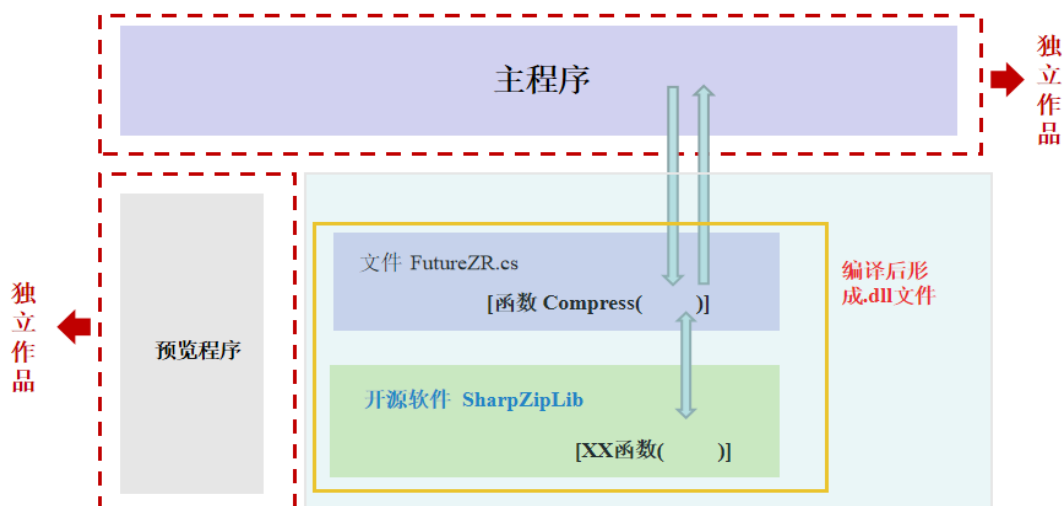 主程序
独立作品
文件 FutureZR.cs
[函数 Compress( )]
编译后形
成.dll文件
独立作品
预览程序
开源软件 SharpZipLib
[XX函数( )]